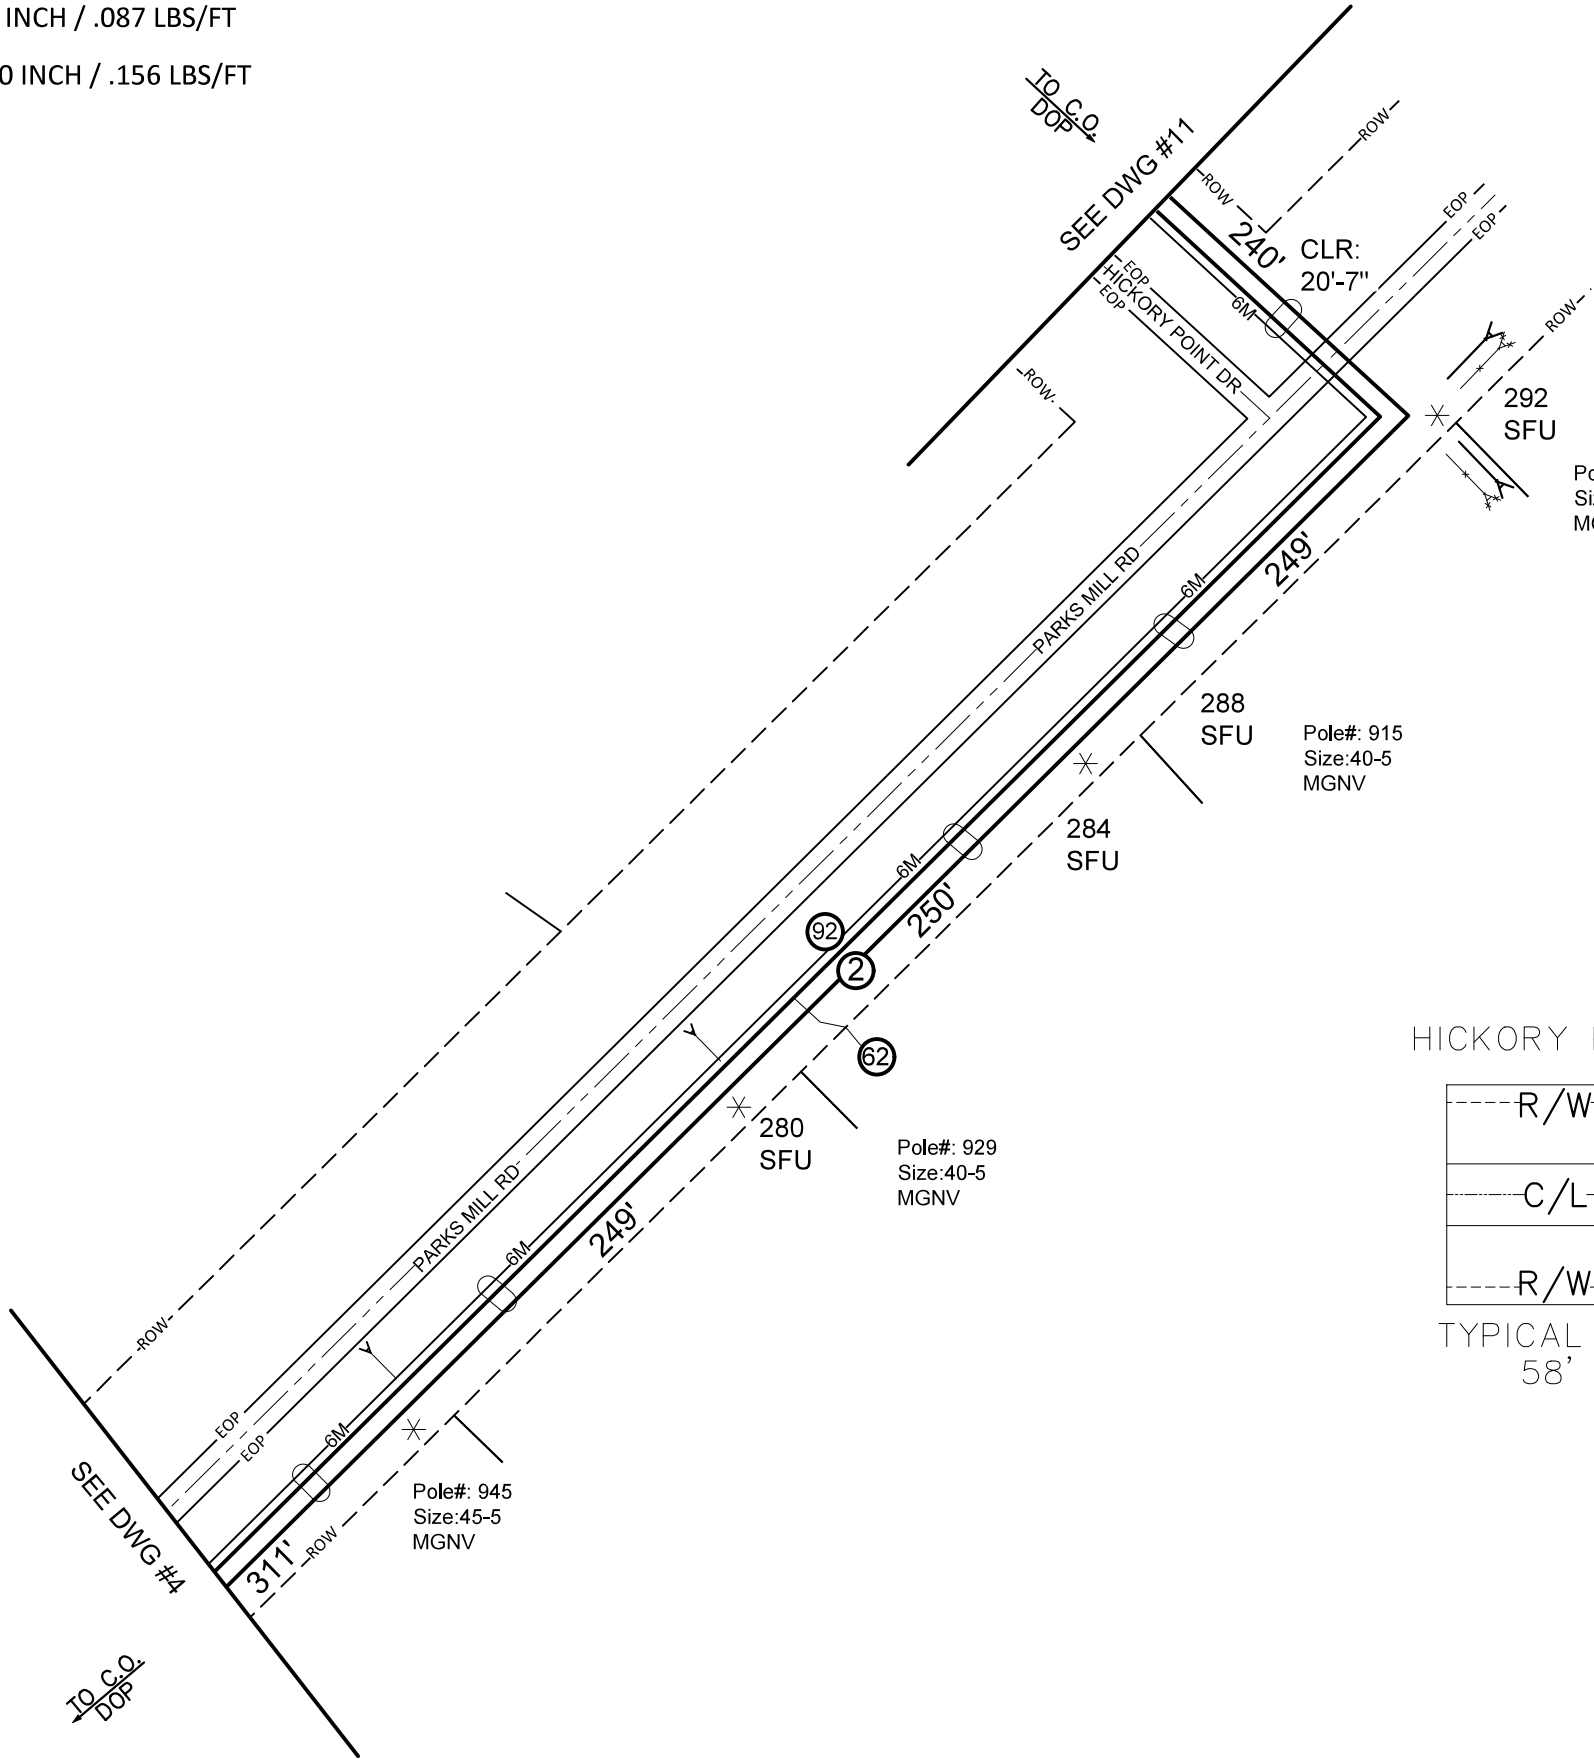 INCH / .087 LBS/FT
0 INCH / .156 LBS/FT
TO C.O.
DOP
SEE DWG #11
ROW
ROW
EOP
EOP
240'
CLR:
20'-7"
EOP
HICKORY POINT DR
EOP
6M
ROW
ROW
292
SFU
Po
Siz
249'
6M
PARKS MILL RD
288
SFU
Pole#: 915
Size:40-5
MGNV
284
SFU
6M
250'
92
2
62
280
SFU
Pole#: 929
Size:40-5
MGNV
HICKORY
R/W
C/L
R/W
TYPICAL
58'
PARKS MILL RD
249'
6M
ROW
EOP
EOP
6M
Pole#: 945
Size:45-5
MGNV
SEE DWG #4
311'
ROW
TO C.O.
DOP